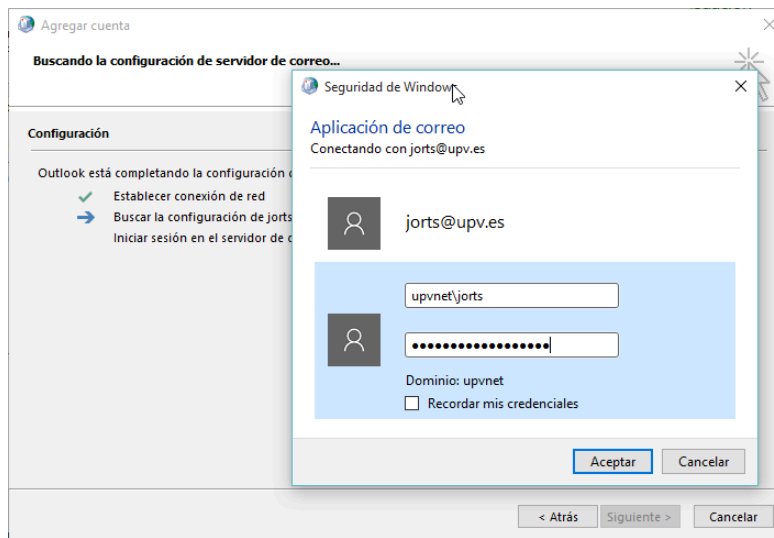 Agregar cuenta
Buscando la configuración de servidor de correo...
Configuración
Outlook está completando la configuración
Establecer conexión de red
Buscar la configuración de jorts
Iniciar sesión en el servidor de
Seguridad de Windows
Aplicación de correo
Conectando con jorts@upv.es
jorts@upv.es
upvnet\jorts
••••••••••••••••••
Dominio: upvnet
Recordar mis credenciales
Aceptar
Cancelar
< Atrás
Siguiente >
Cancelar